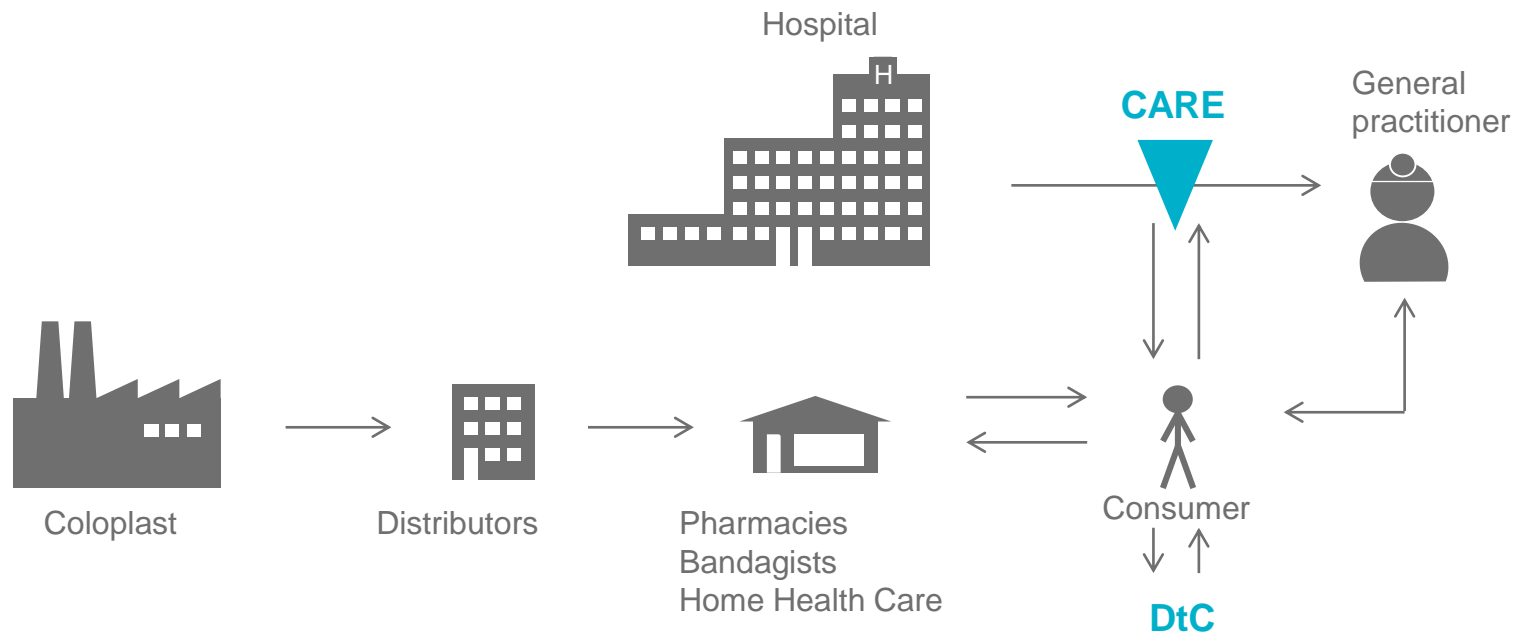 Hospital
H
CARE
General
practitioner
Coloplast
Distributors
Pharmacies
Bandagists
Home Health Care
Consumer
DtC